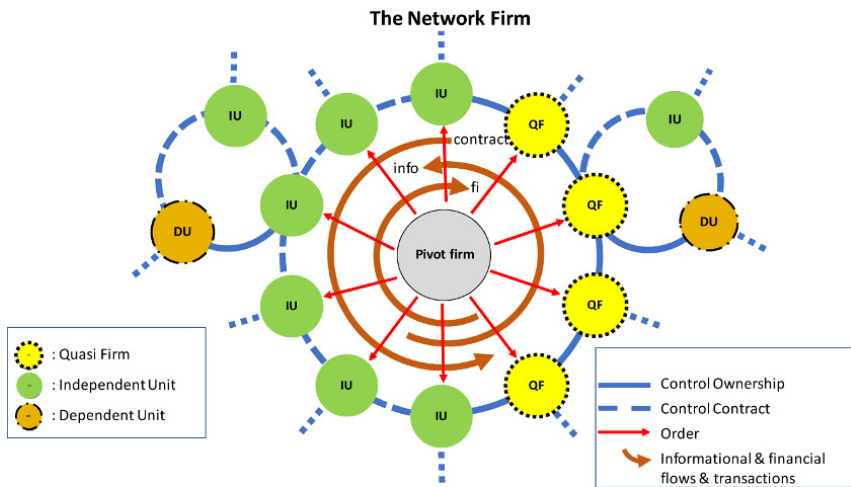 The Network Firm
IU
QF
IU
IU
IU
IU
contract
info
fi
IU
QF
DU
DU
Pivot firm
IU
QF
- : Quasi Firm
- : Independent Unit
- : Dependent Unit
IU
IU
QF
Control Ownership
Control Contract
Order
Informational & financial
flows & transactions